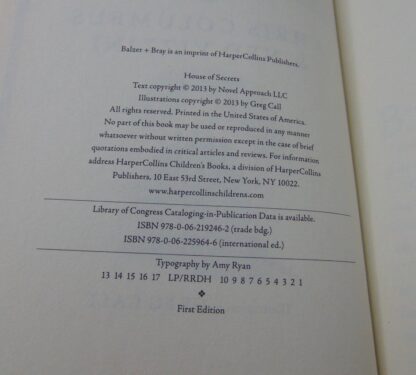 Balzer + Bray is an imprint of HarperCollins Publishers.
House of Secrets
Text copyright © 2013 by Novel Approach LLC
Illustrations copyright © 2013 by Greg Call
All rights reserved. Printed in the United States of America.
No part of this book may be used or reproduced in any manner
whatsoever without written permission except in the case of brief
quotations embodied in critical articles and reviews. For information
address HarperCollins Children's Books, a division of HarperCollins
Publishers, 10 East 53rd Street, New York, NY 10022.
www.harpercollinschildrens.com
Library of Congress Cataloging-in-Publication Data is available.
ISBN 978-0-06-219246-2 (trade bdg.)
ISBN 978-0-06-225964-6 (international ed.)
Typography by Amy Ryan
13 14 15 16 17 LP/RRDH 10 9 8 7 6 5 4 3 2 1
First Edition